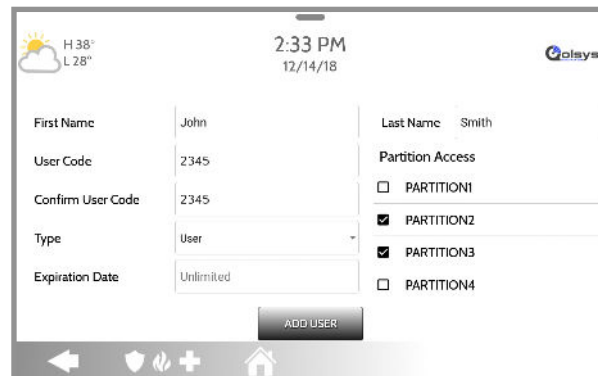 H 38°
L 28°
2:33 PM
12/14/18
Qolsys
First Name John
Last Name Smith
User Code 2345
Partition Access
Confirm User Code 2345
PARTITION1
PARTITION2
Type User
PARTITION3
Expiration Date Unlimited
PARTITION4
ADD USER